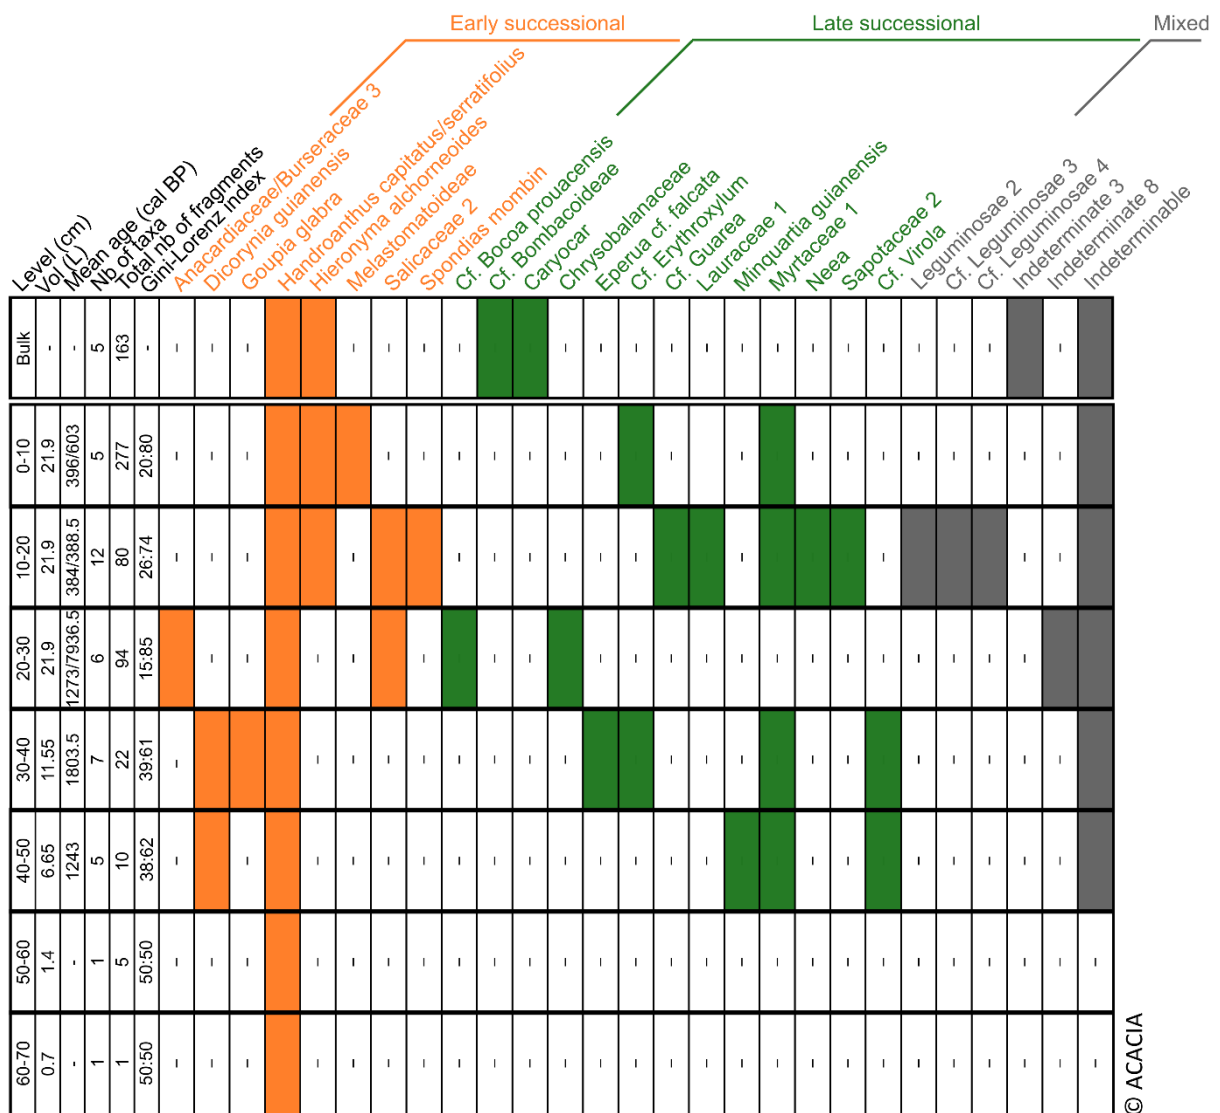 Early successional
Late successional
Mixed
Level (cm)
Vol (L)
Mean age (cal BP)
Nb of taxa
Total nb of fragments
Gini-Lorenz index
Anacardiaceae/Burseraceae 3
Dicorynia guianensis
Goupia glabra
Handroanthus capitatus/serratifolius
Hieronyma alchorneoides
Melastomatoideae
Salicaceae 2
Spondias mombin
Cf. Bocoa prouacensis
Cf. Bombacoideae
Caryocar
Chrysobalanaceae
Eperua cf. falcata
Cf. Erythroxylum
Cf. Guarea
Lauraceae 1
Minquartia guianensis
Myrtaceae 1
Neea
Sapotaceae 2
Cf. Virola
Leguminosae 2
Cf. Leguminosae 3
Cf. Leguminosae 4
Indeterminate 3
Indeterminate 8
Indeterminable
Bulk - - 5 163 - - - - - - - - - - - - - - - - - - - - - - -
0-10 21.9 396/603 5 277 20:80 - - - - - - - - - - - - - - - - - - - - - -
10-20 21.9 384/388.5 12 80 26:74 - - - - - - - - - - - - - - -
20-30 21.9 1273/7936.5 6 94 15:85 - - - - - - - - - - - - - - - - - - - -
30-40 11.55 1803.5 7 22 39:61 - - - - - - - - - - - - - - - - - - -
40-50 6.65 1243 5 10 38:62 - - - - - - - - - - - - - - - - - - - - -
50-60 1.4 - 1 5 50:50 - - - - - - - - - - - - - - - - - - - - - - - - - -
60-70 0.7 - 1 1 50:50 - - - - - - - - - - - - - - - - - - - - - - - - - -
© ACACIA